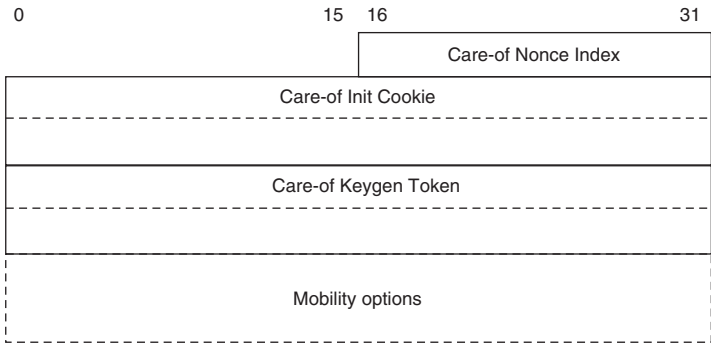 0 15 16 31
Care-of Nonce Index
Care-of Init Cookie
Care-of Keygen Token
Mobility options